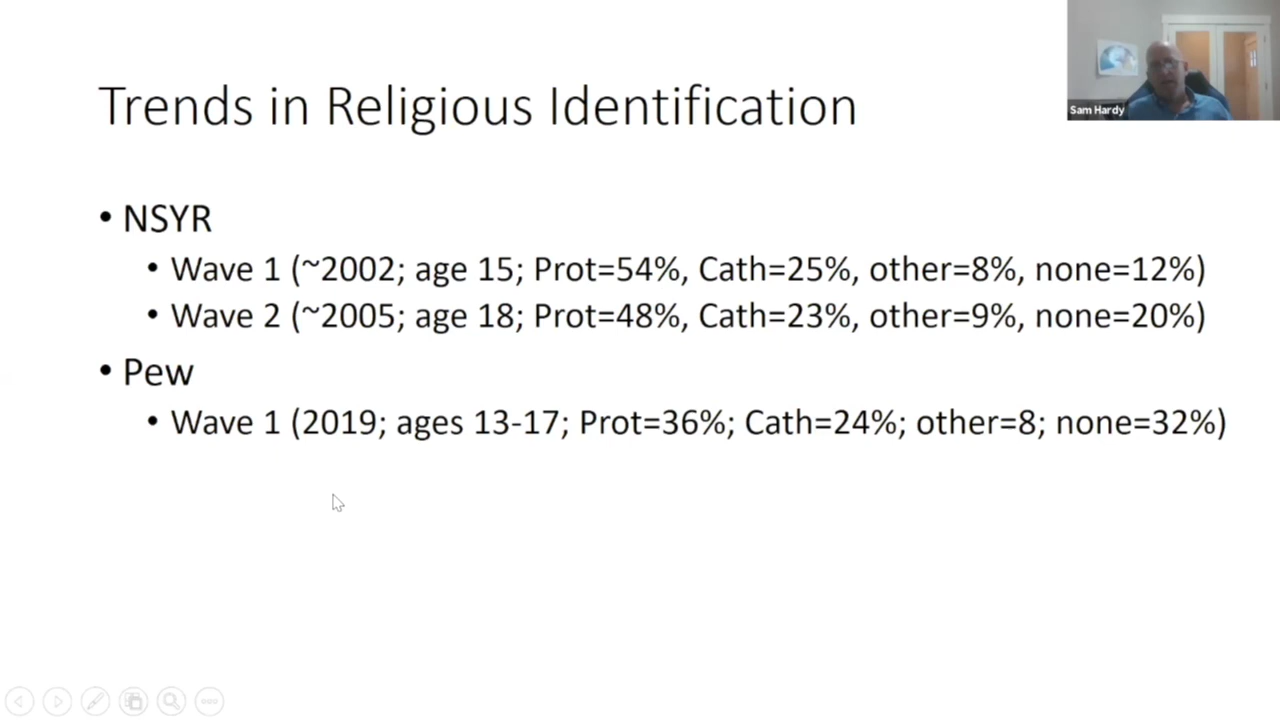 Sam Hardy
Trends in Religious Identification
• NSYR
• Wave 1 (~2002; age 15; Prot=54%, Cath=25%, other=8%, none=12%)
• Wave 2 (~2005; age 18; Prot=48%, Cath=23%, other=9%, none=20%)
• Pew
• Wave 1 (2019; ages 13-17; Prot=36%; Cath=24%; other=8; none=32%)